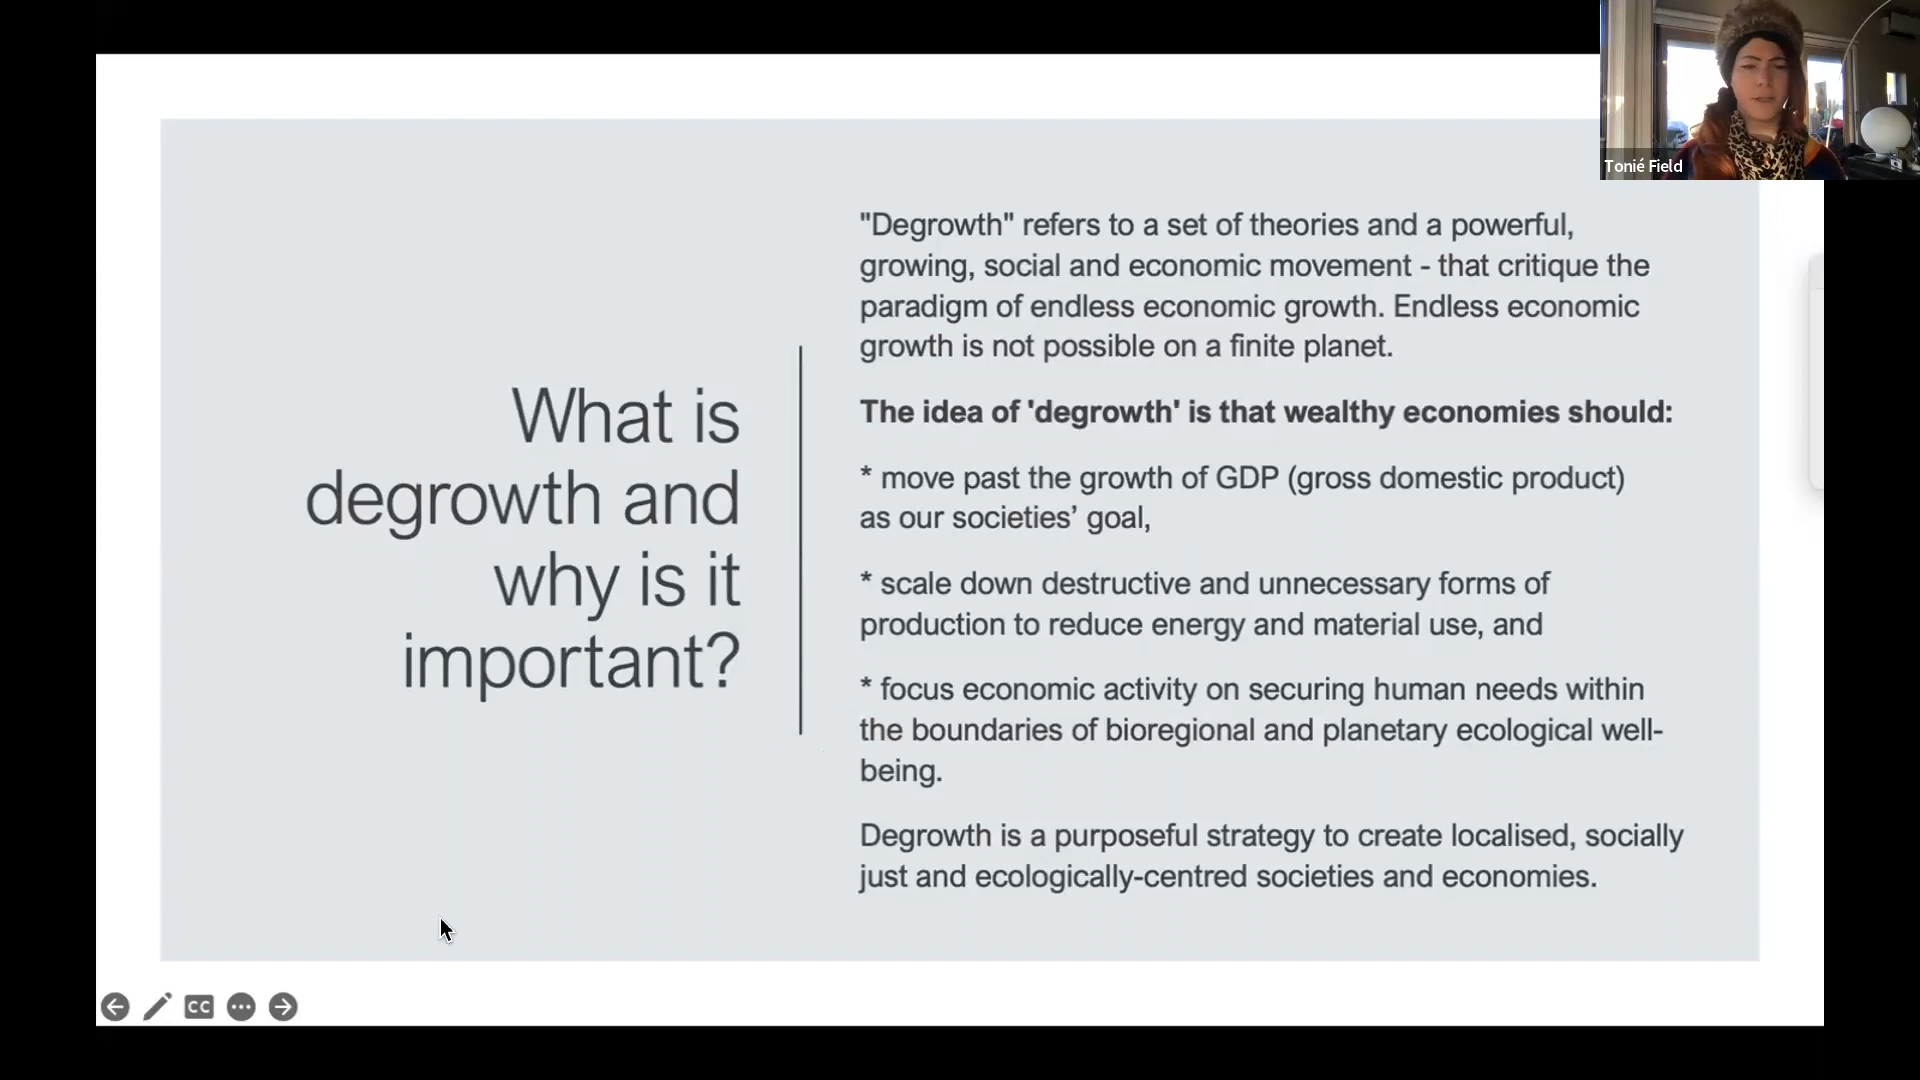 What is
degrowth and
why is it
important?
"Degrowth" refers to a set of theories and a powerful,
growing, social and economic movement - that critique the
paradigm of endless economic growth. Endless economic
growth is not possible on a finite planet.
The idea of 'degrowth' is that wealthy economies should:
* move past the growth of GDP (gross domestic product)
as our societies’ goal,
* scale down destructive and unnecessary forms of
production to reduce energy and material use, and
* focus economic activity on securing human needs within
the boundaries of bioregional and planetary ecological well-
being.
Degrowth is a purposeful strategy to create localised, socially
just and ecologically-centred societies and economies.
Tonié Field
CC